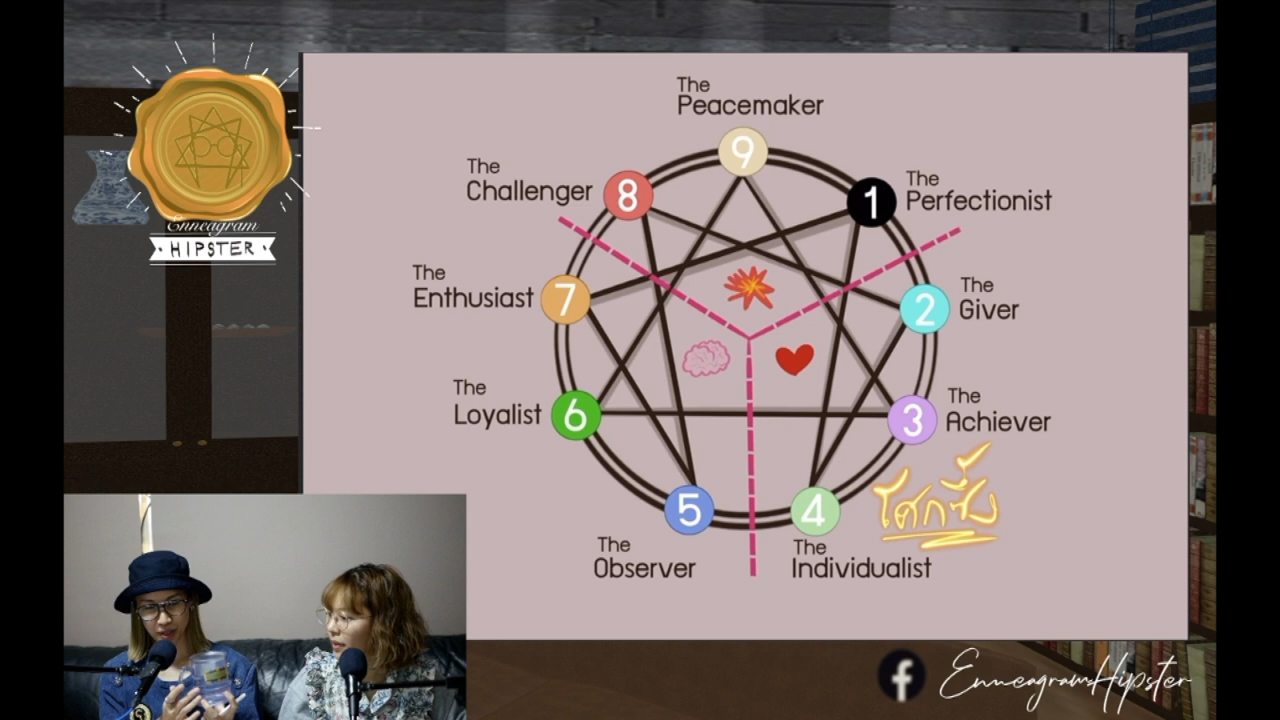 Enneagram
HIPSTER
The
Peacemaker
9
The
Challenger
8
1
The
Perfectionist
The
Enthusiast
7
2
The
Giver
The
Loyalist
6
3
The
Achiever
โศกซึ้ง
5
4
The
Observer
The
Individualist
f
EnneagramHipster